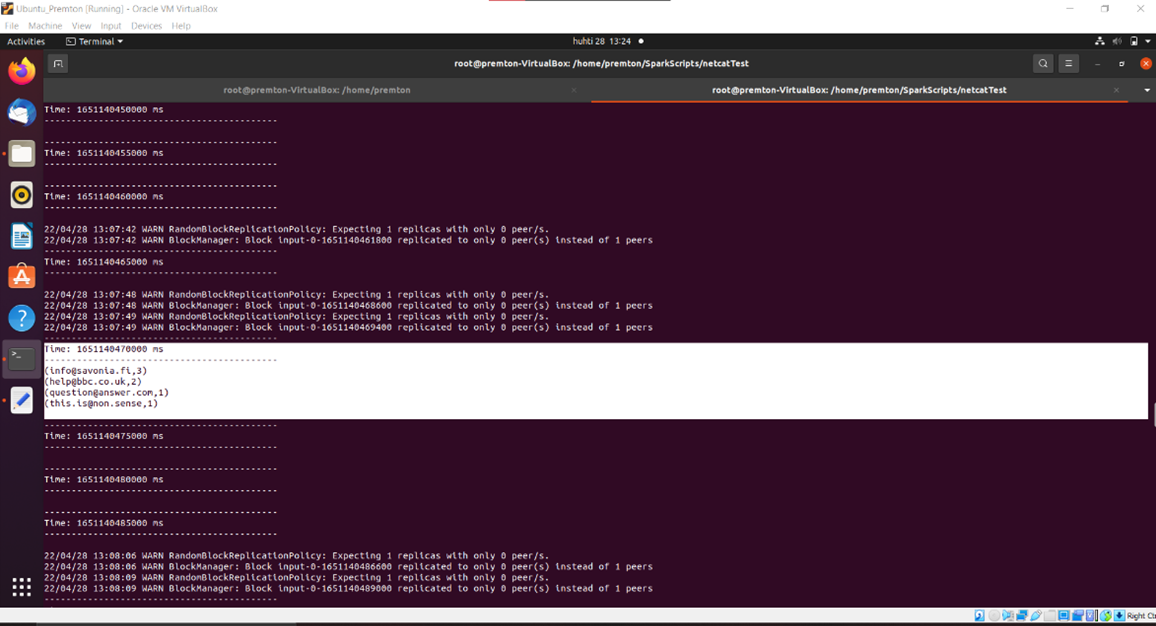 Ubuntu_Premton [Running] - Oracle VM VirtualBox
File Machine View Input Devices Help
Activities Terminal huhti 28 13:24
root@premton-VirtualBox: /home/premton/SparkScripts/netcatTest
root@premton-VirtualBox: /home/premton root@premton-VirtualBox: /home/premton/SparkScripts/netcatTest
Time: 1651140450000 ms
-------------------------------------------
-------------------------------------------
Time: 1651140455000 ms
-------------------------------------------
-------------------------------------------
Time: 1651140460000 ms
-------------------------------------------
22/04/28 13:07:42 WARN RandomBlockReplicationPolicy: Expecting 1 replicas with only 0 peer/s.
22/04/28 13:07:42 WARN BlockManager: Block input-0-1651140461800 replicated to only 0 peer(s) instead of 1 peers
-------------------------------------------
Time: 1651140465000 ms
-------------------------------------------
22/04/28 13:07:48 WARN RandomBlockReplicationPolicy: Expecting 1 replicas with only 0 peer/s.
22/04/28 13:07:48 WARN BlockManager: Block input-0-1651140468600 replicated to only 0 peer(s) instead of 1 peers
22/04/28 13:07:49 WARN RandomBlockReplicationPolicy: Expecting 1 replicas with only 0 peer/s.
22/04/28 13:07:49 WARN BlockManager: Block input-0-1651140469400 replicated to only 0 peer(s) instead of 1 peers
-------------------------------------------
Time: 1651140470000 ms
-------------------------------------------
(info@savonia.fi,3)
(help@bbc.co.uk,2)
(question@answer.com,1)
(this.is@non.sense,1)
-------------------------------------------
Time: 1651140475000 ms
-------------------------------------------
-------------------------------------------
Time: 1651140480000 ms
-------------------------------------------
-------------------------------------------
Time: 1651140485000 ms
-------------------------------------------
22/04/28 13:08:06 WARN RandomBlockReplicationPolicy: Expecting 1 replicas with only 0 peer/s.
22/04/28 13:08:06 WARN BlockManager: Block input-0-1651140486600 replicated to only 0 peer(s) instead of 1 peers
22/04/28 13:08:09 WARN RandomBlockReplicationPolicy: Expecting 1 replicas with only 0 peer/s.
22/04/28 13:08:09 WARN BlockManager: Block input-0-1651140489000 replicated to only 0 peer(s) instead of 1 peers
-------------------------------------------
Right Ctr